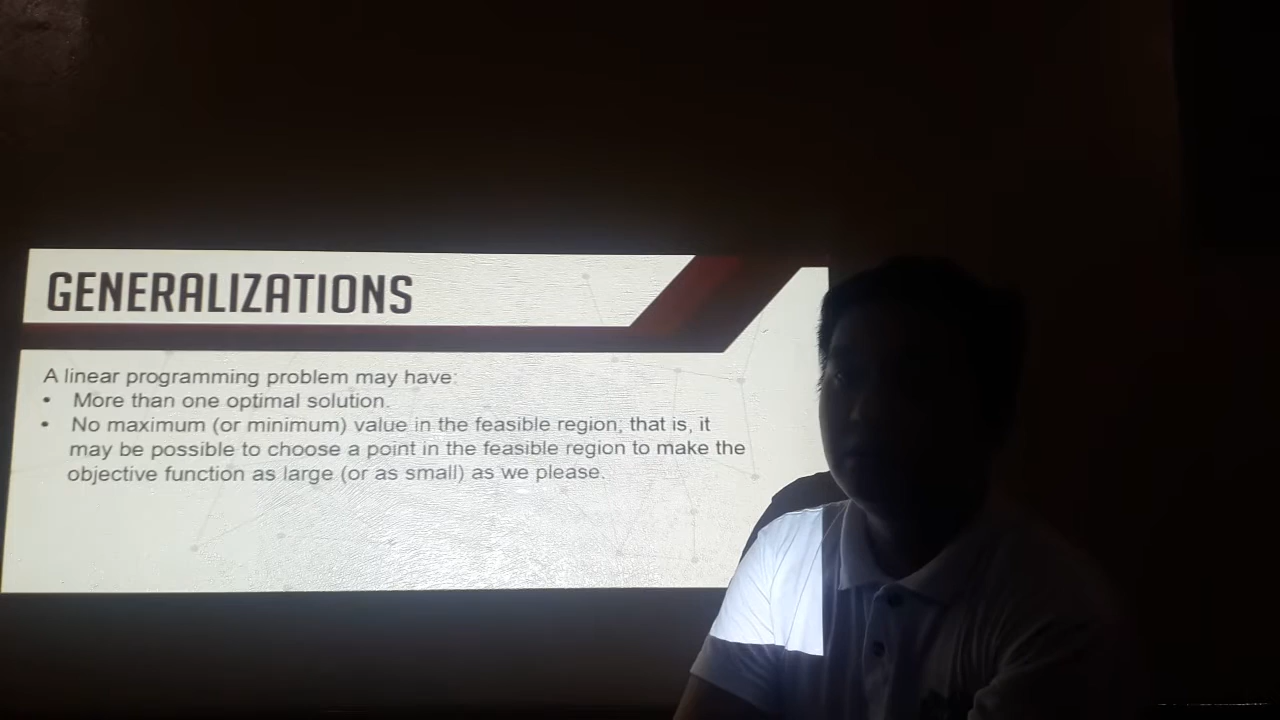 GENERALIZATIONS
A linear programming problem may have:
• More than one optimal solution.
• No maximum (or minimum) value in the feasible region; that is, it
may be possible to choose a point in the feasible region to make the
objective function as large (or as small) as we please.